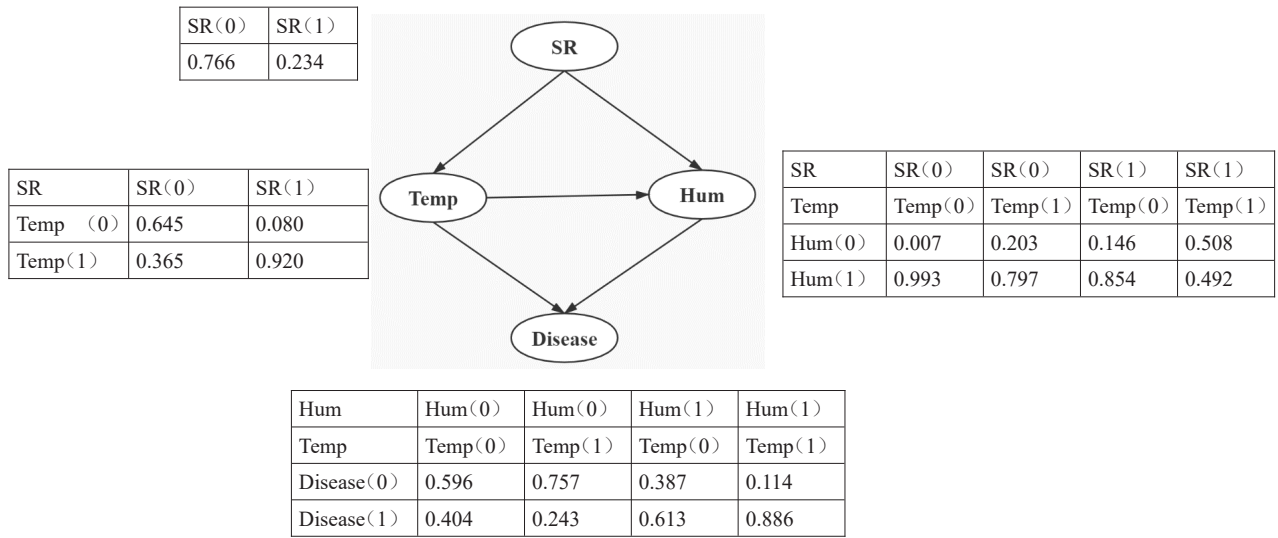 SR（0） SR（1）
0.766 0.234
SR
SR SR（0） SR（1）
Temp （0） 0.645 0.080
Temp（1） 0.365 0.920
Temp
Hum
SR SR（0） SR（0） SR（1） SR（1）
Temp Temp（0） Temp（1） Temp（0） Temp（1）
Hum（0） 0.007 0.203 0.146 0.508
Hum（1） 0.993 0.797 0.854 0.492
Disease
Hum Hum（0） Hum（0） Hum（1） Hum（1）
Temp Temp（0） Temp（1） Temp（0） Temp（1）
Disease（0） 0.596 0.757 0.387 0.114
Disease（1） 0.404 0.243 0.613 0.886